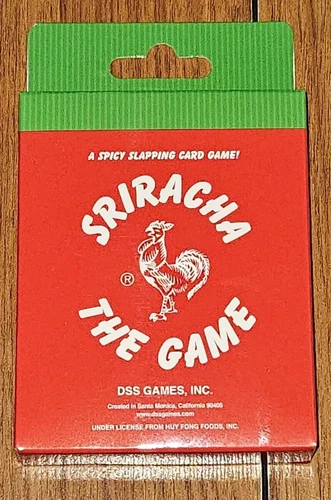 A SPICY SLAPPING CARD GAME!
SRIRACHA
®
THE GAME
DSS GAMES, INC.
Created in Santa Monica, California 90405
www.dssgames.com
UNDER LICENSE FROM HUY FONG FOODS, INC.